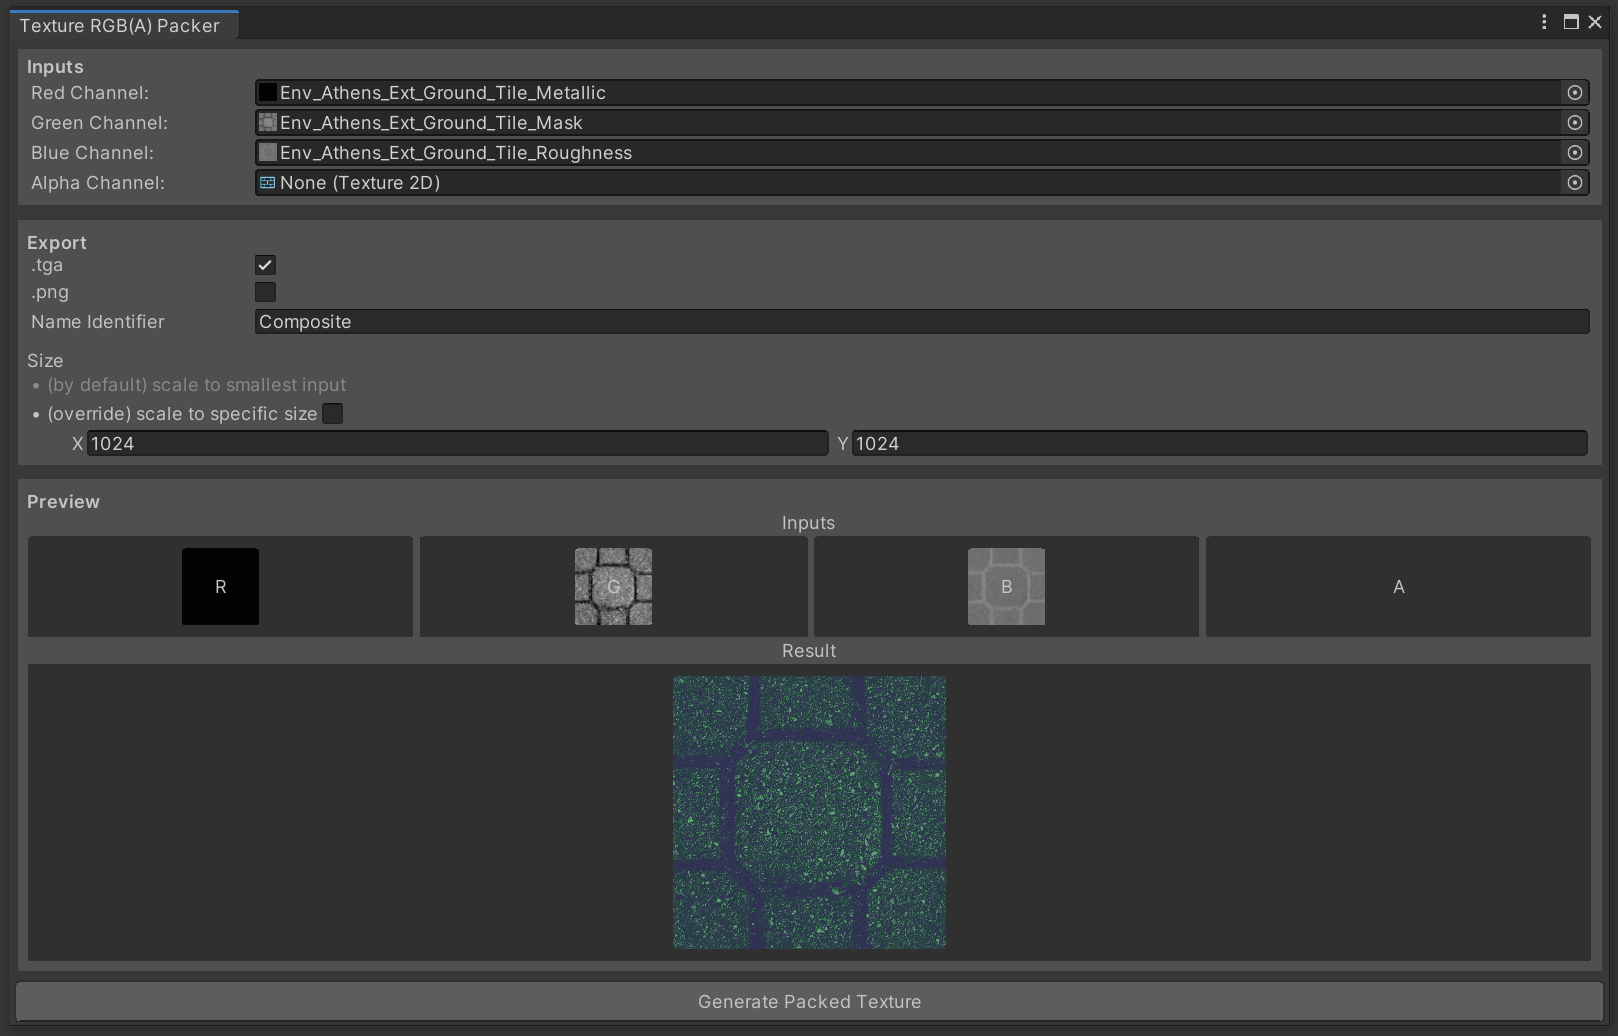 Texture RGB(A) Packer
Inputs
Red Channel: Env_Athens_Ext_Ground_Tile_Metallic
Green Channel: Env_Athens_Ext_Ground_Tile_Mask
Blue Channel: Env_Athens_Ext_Ground_Tile_Roughness
Alpha Channel: None (Texture 2D)
Export
.tga
.png
Name Identifier Composite
Size
• (by default) scale to smallest input
• (override) scale to specific size
X 1024 Y 1024
Preview
Inputs
R G B A
Result
Generate Packed Texture